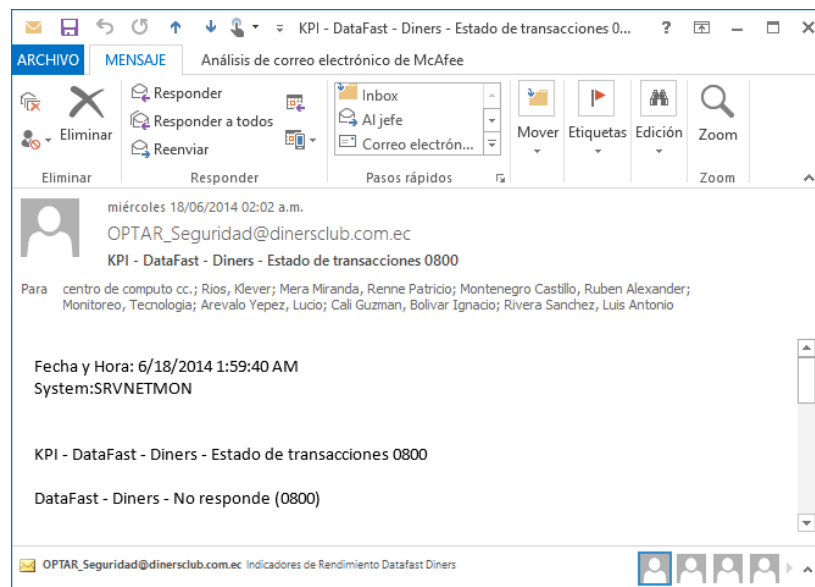 KPI - DataFast - Diners - Estado de transacciones 0...
ARCHIVO MENSAJE Análisis de correo electrónico de McAfee
Eliminar
Responder
Responder a todos
Reenviar
Inbox
Al jefe
Correo electrón...
Mover Etiquetas Edición Zoom
Eliminar Responder Pasos rápidos Zoom
miércoles 18/06/2014 02:02 a.m.
OPTAR_Seguridad@dinersclub.com.ec
KPI - DataFast - Diners - Estado de transacciones 0800
Para centro de computo cc.; Rios, Klever; Mera Miranda, Renne Patricio; Montenegro Castillo, Ruben Alexander;
Monitoreo, Tecnologia; Arevalo Yepez, Lucio; Cali Guzman, Bolivar Ignacio; Rivera Sanchez, Luis Antonio
Fecha y Hora: 6/18/2014 1:59:40 AM
System:SRVNETMON
KPI - DataFast - Diners - Estado de transacciones 0800
DataFast - Diners - No responde (0800)
OPTAR_Seguridad@dinersclub.com.ec Indicadores de Rendimiento Datafast Diners